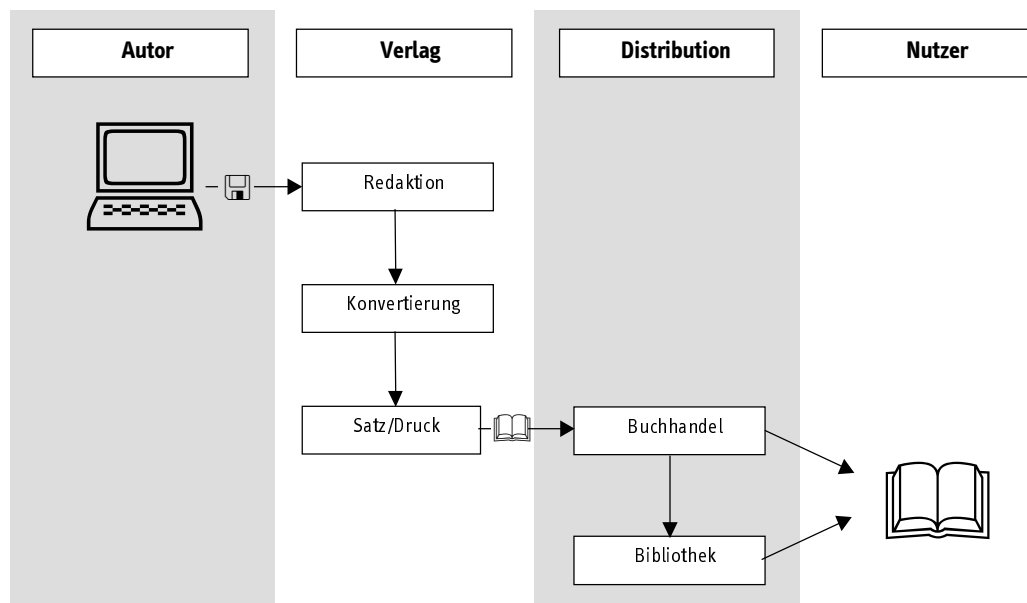 Autor
Verlag
Distribution
Nutzer
Redaktion
Konvertierung
Satz/Druck
Buchhandel
Bibliothek